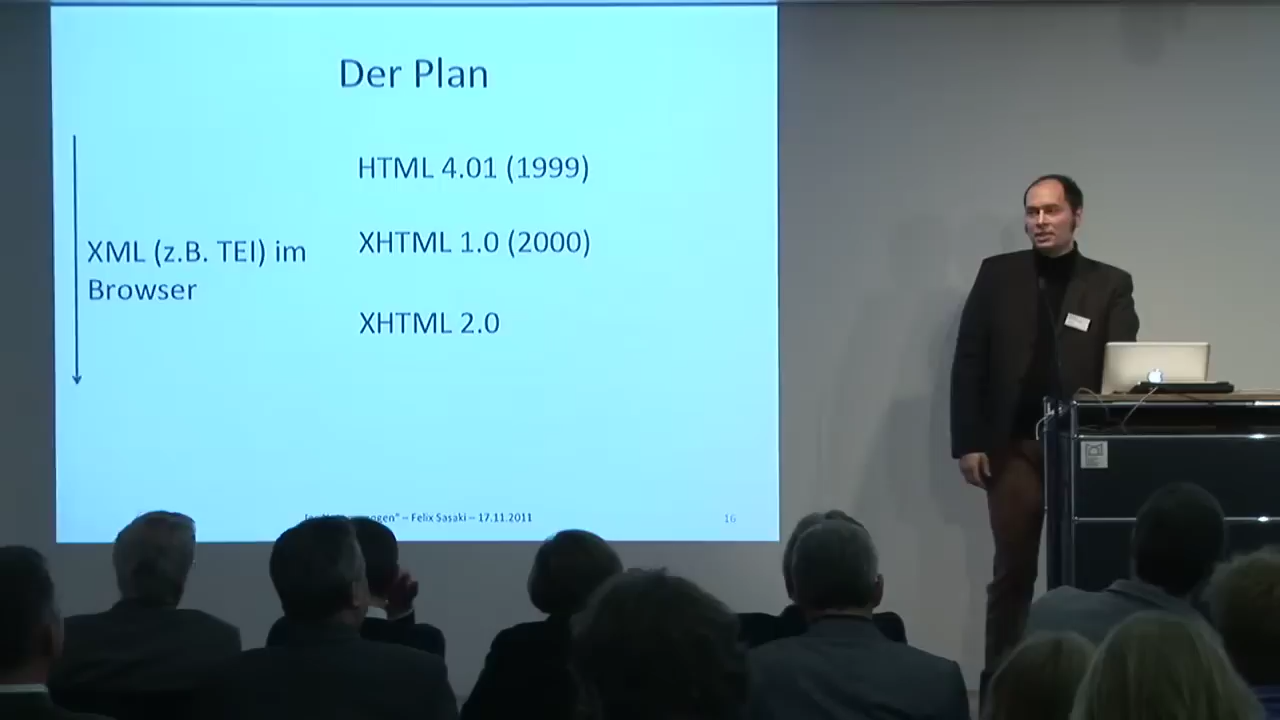 Der Plan
HTML 4.01 (1999)
XML (z.B. TEI) im
Browser
XHTML 1.0 (2000)
XHTML 2.0
– Felix Sasaki – 17.11.2011
16